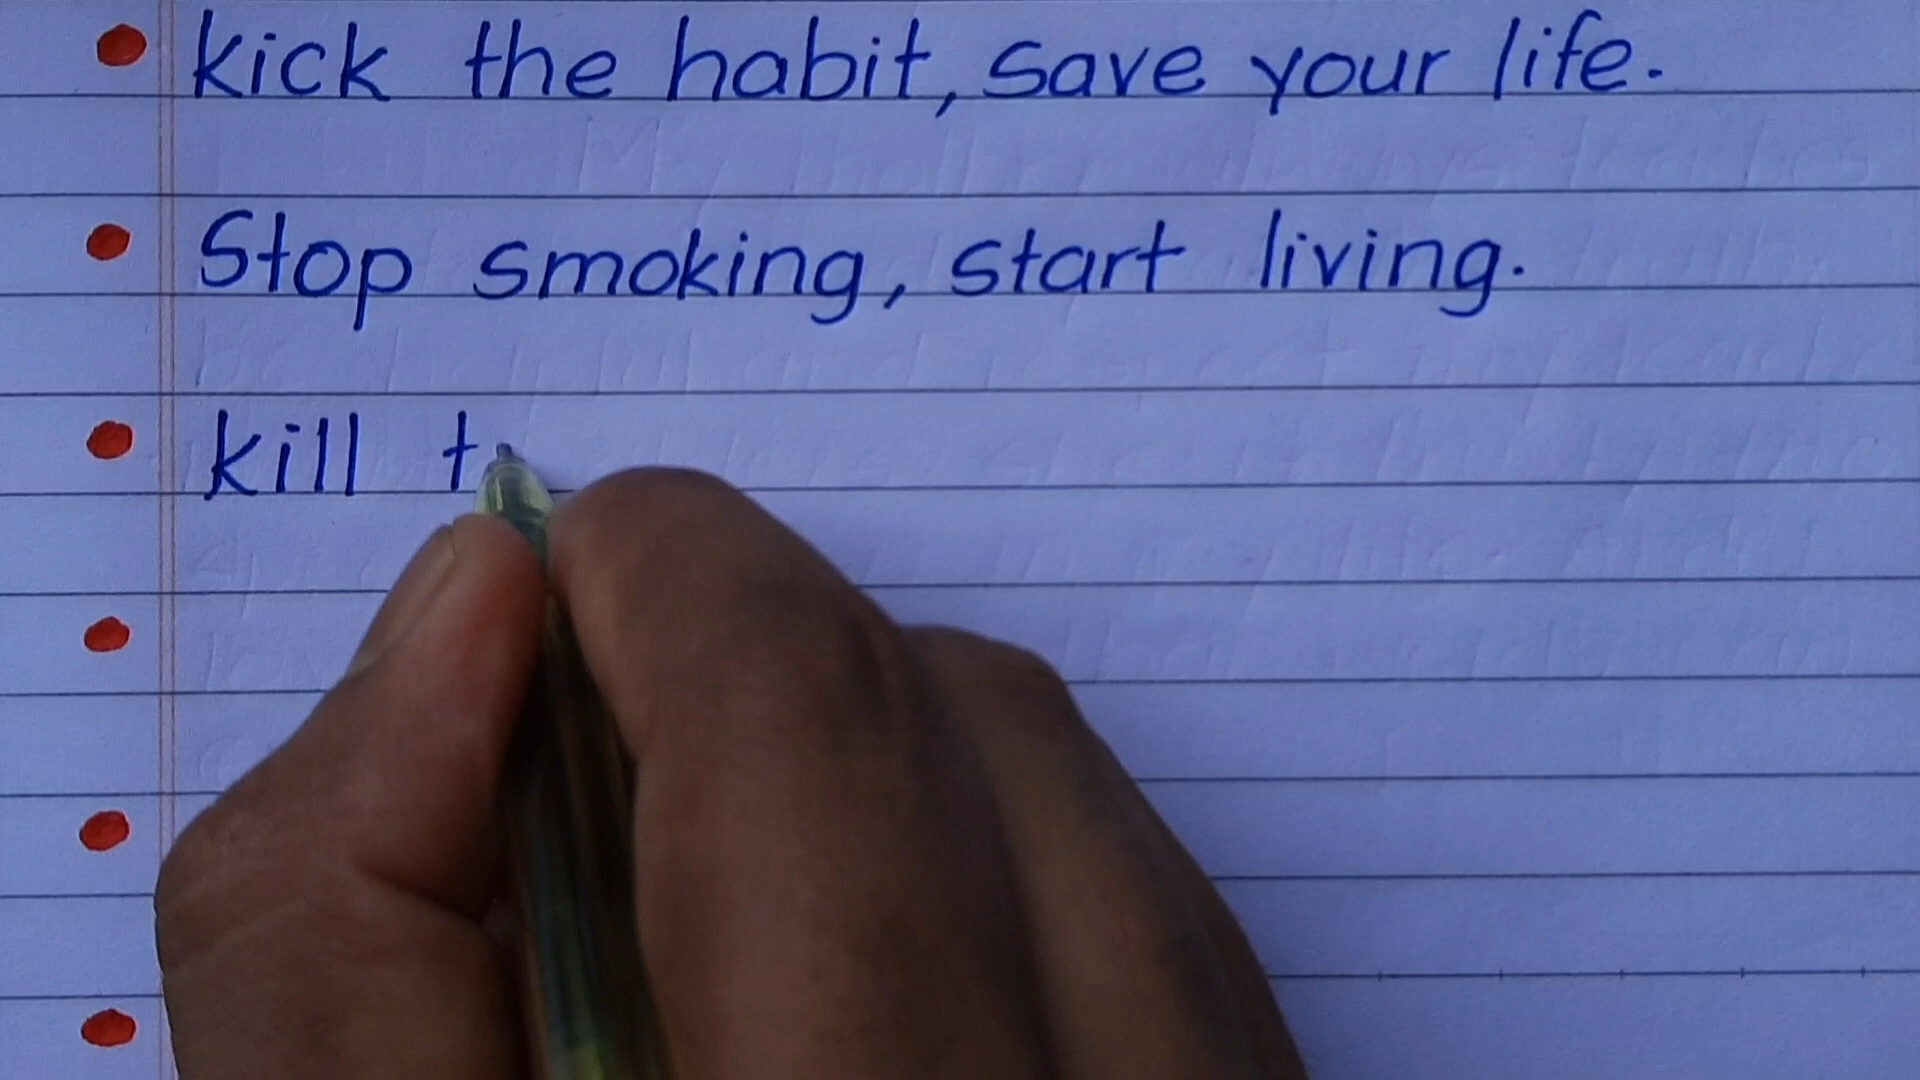 kick the habit, save your life.
Stop smoking, start living.
kill t